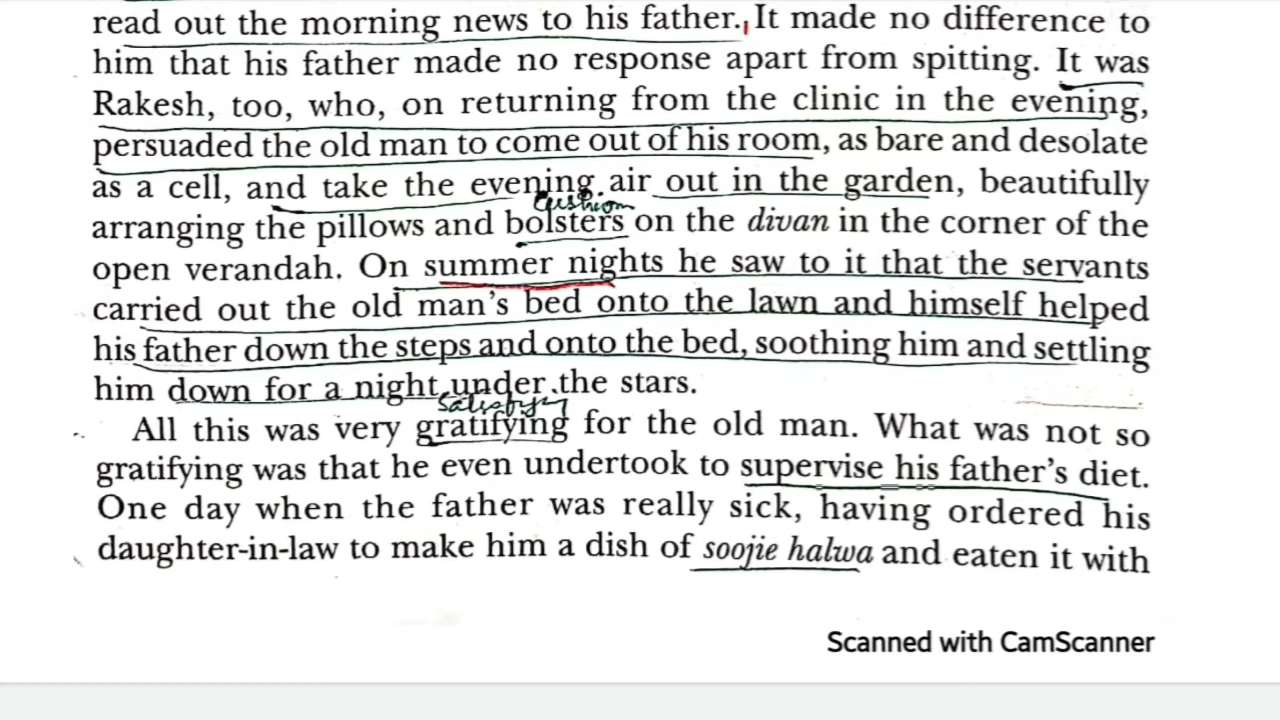 read out the morning news to his father. It made no difference to
him that his father made no response apart from spitting. It was
Rakesh, too, who, on returning from the clinic in the evening,
persuaded the old man to come out of his room, as bare and desolate
as a cell, and take the evening air out in the garden, beautifully
cushion
arranging the pillows and bolsters on the divan in the corner of the
open verandah. On summer nights he saw to it that the servants
carried out the old man's bed onto the lawn and himself helped
his father down the steps and onto the bed, soothing him and settling
him down for a night under the stars.
satisfying
All this was very gratifying for the old man. What was not so
gratifying was that he even undertook to supervise his father's diet.
One day when the father was really sick, having ordered his
daughter-in-law to make him a dish of soojie halwa and eaten it with
Scanned with CamScanner